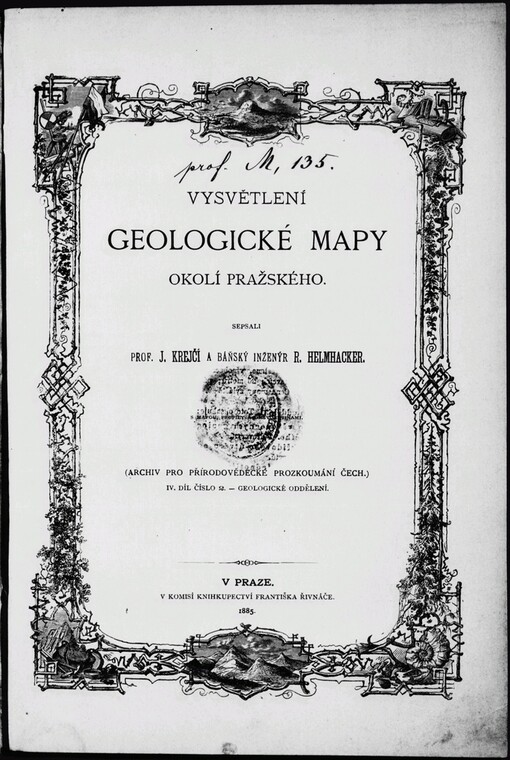 prof. M, 135.
VYSVĚTLENÍ
GEOLOGICKÉ MAPY
OKOLÍ PRAŽSKÉHO.
SEPSALI
PROF. J. KREJČÍ A BÁŇSKÝ INŽENÝR R. HELMHACKER.
S MAPOU,
(ARCHIV PRO PŘÍRODOVĚDECKÉ PROZKOUMÁNÍ ČECH.)
IV. DÍL ČÍSLO 2. — GEOLOGICKÉ ODDĚLENÍ.
V PRAZE.
V KOMISÍ KNIHKUPECTVÍ FRANTIŠKA ŘIVNÁČE.
1885.